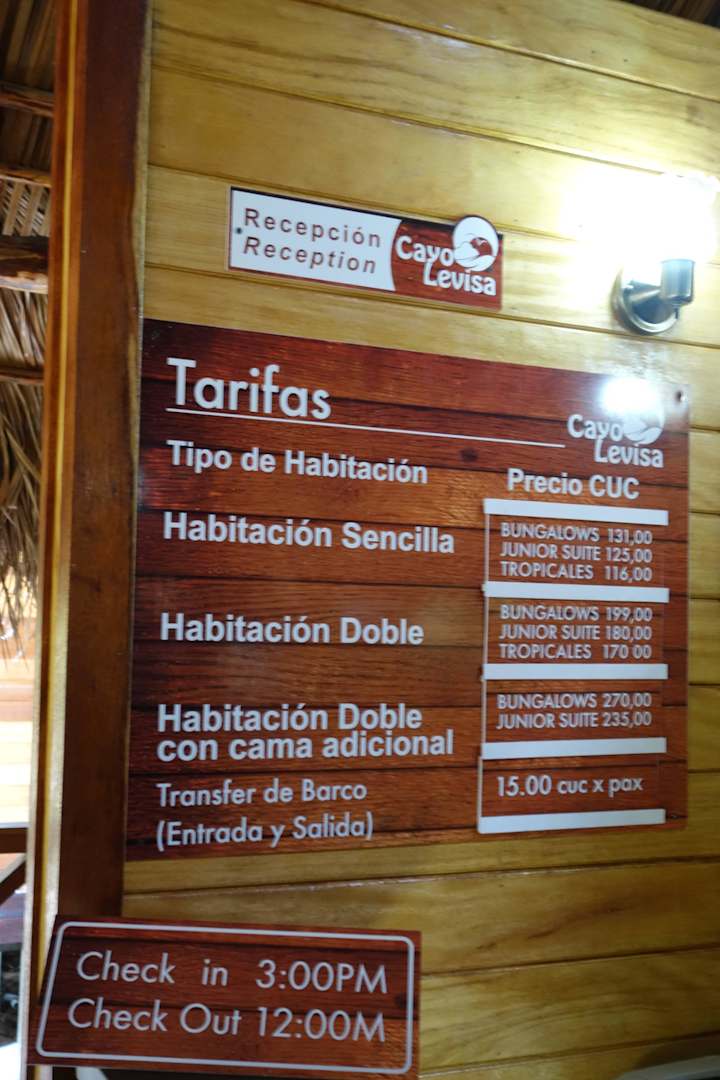 Recepción
Reception
Cayo
Levisa
Tarifas
Cayo
Levisa
Tipo de Habitación
Precio CUC
Habitación Sencilla
BUNGALOWS 131,00
JUNIOR SUITE 125,00
TROPICALES 116,00
Habitación Doble
BUNGALOWS 199,00
JUNIOR SUITE 180,00
TROPICALES 170 00
Habitación Doble
con cama adicional
BUNGALOWS 270,00
JUNIOR SUITE 235,00
Transfer de Barco
(Entrada y Salida)
15.00 cuc x pax
Check in 3:00PM
Check Out 12:00M